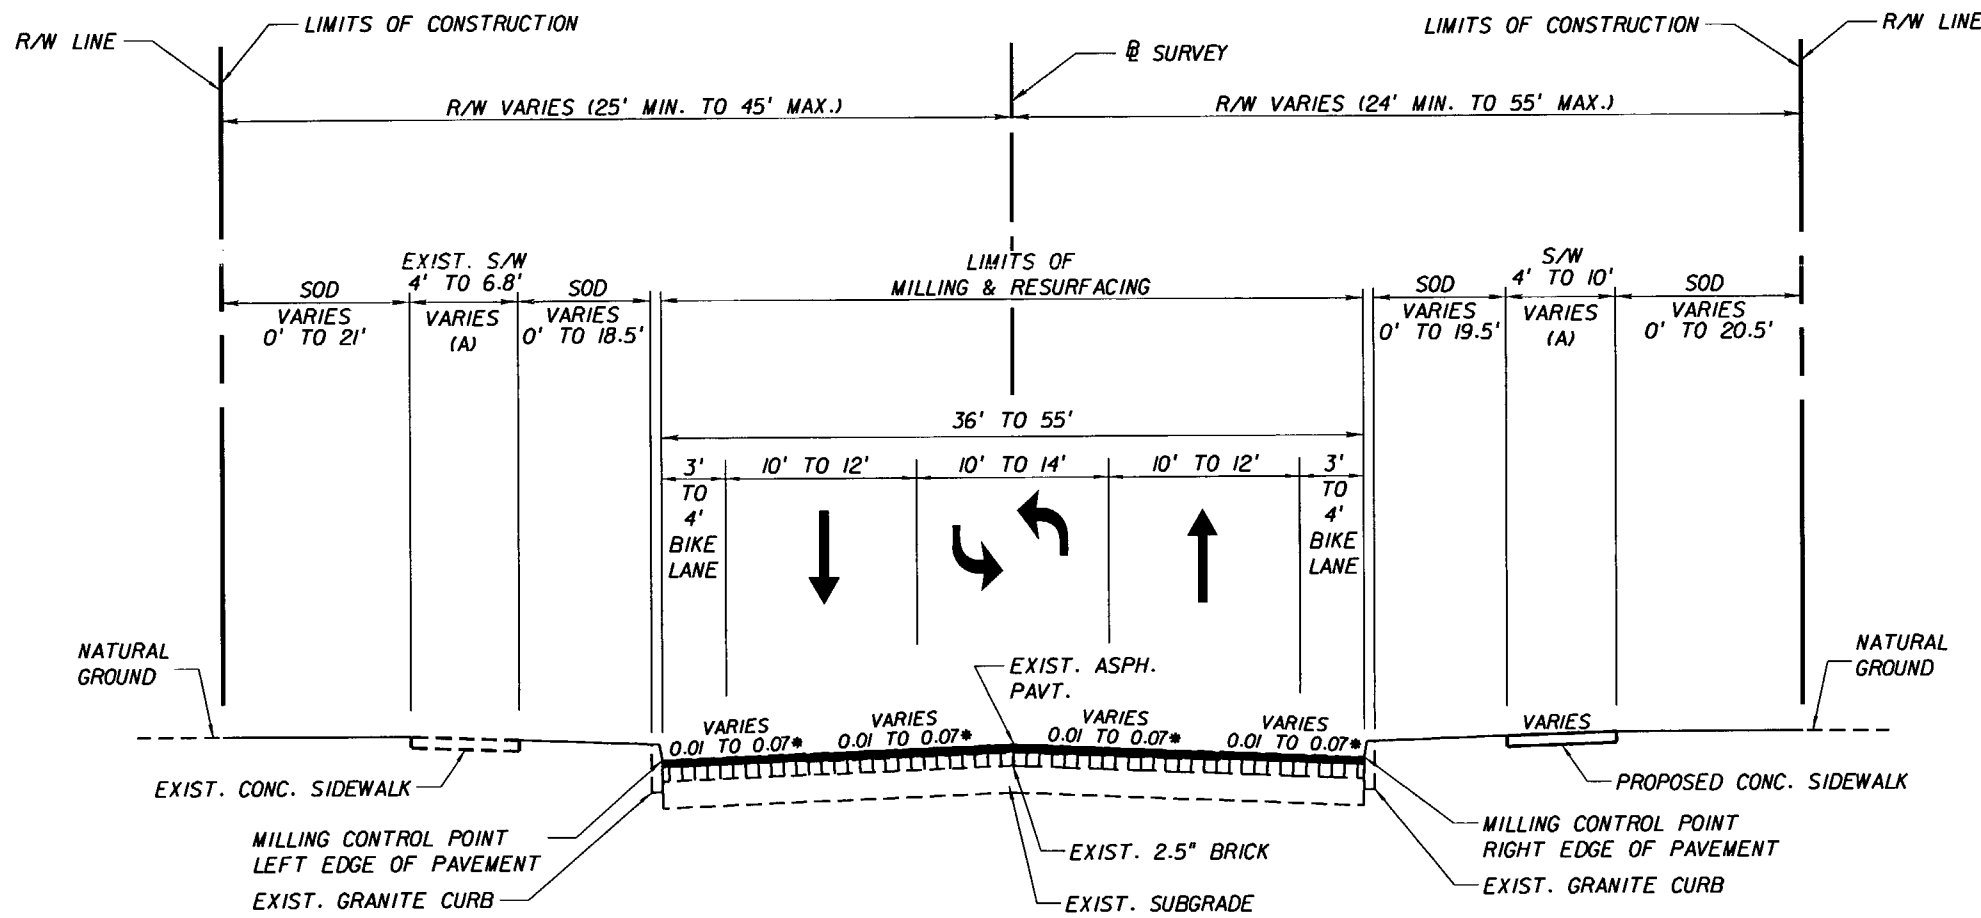 LIMITS OF CONSTRUCTION
R/W LINE
LIMITS OF CONSTRUCTION
R/W LINE
℄ SURVEY
R/W VARIES (25' MIN. TO 45' MAX.)
R/W VARIES (24' MIN. TO 55' MAX.)
SOD
VARIES
0' TO 21'
EXIST. S/W
4' TO 6.8'
VARIES
(A)
SOD
VARIES
0' TO 18.5'
LIMITS OF
MILLING & RESURFACING
SOD
VARIES
0' TO 19.5'
S/W
4' TO 10'
VARIES
(A)
SOD
VARIES
0' TO 20.5'
36' TO 55'
3'
TO
4'
BIKE
LANE
10' TO 12'
10' TO 14'
10' TO 12'
3'
TO
4'
BIKE
LANE
NATURAL
GROUND
EXIST. ASPH.
PAVT.
NATURAL
GROUND
VARIES
0.01 TO 0.07*
VARIES
0.01 TO 0.07*
VARIES
0.01 TO 0.07*
VARIES
0.01 TO 0.07*
VARIES
EXIST. CONC. SIDEWALK
PROPOSED CONC. SIDEWALK
MILLING CONTROL POINT
LEFT EDGE OF PAVEMENT
EXIST. GRANITE CURB
EXIST. 2.5" BRICK
EXIST. SUBGRADE
MILLING CONTROL POINT
RIGHT EDGE OF PAVEMENT
EXIST. GRANITE CURB